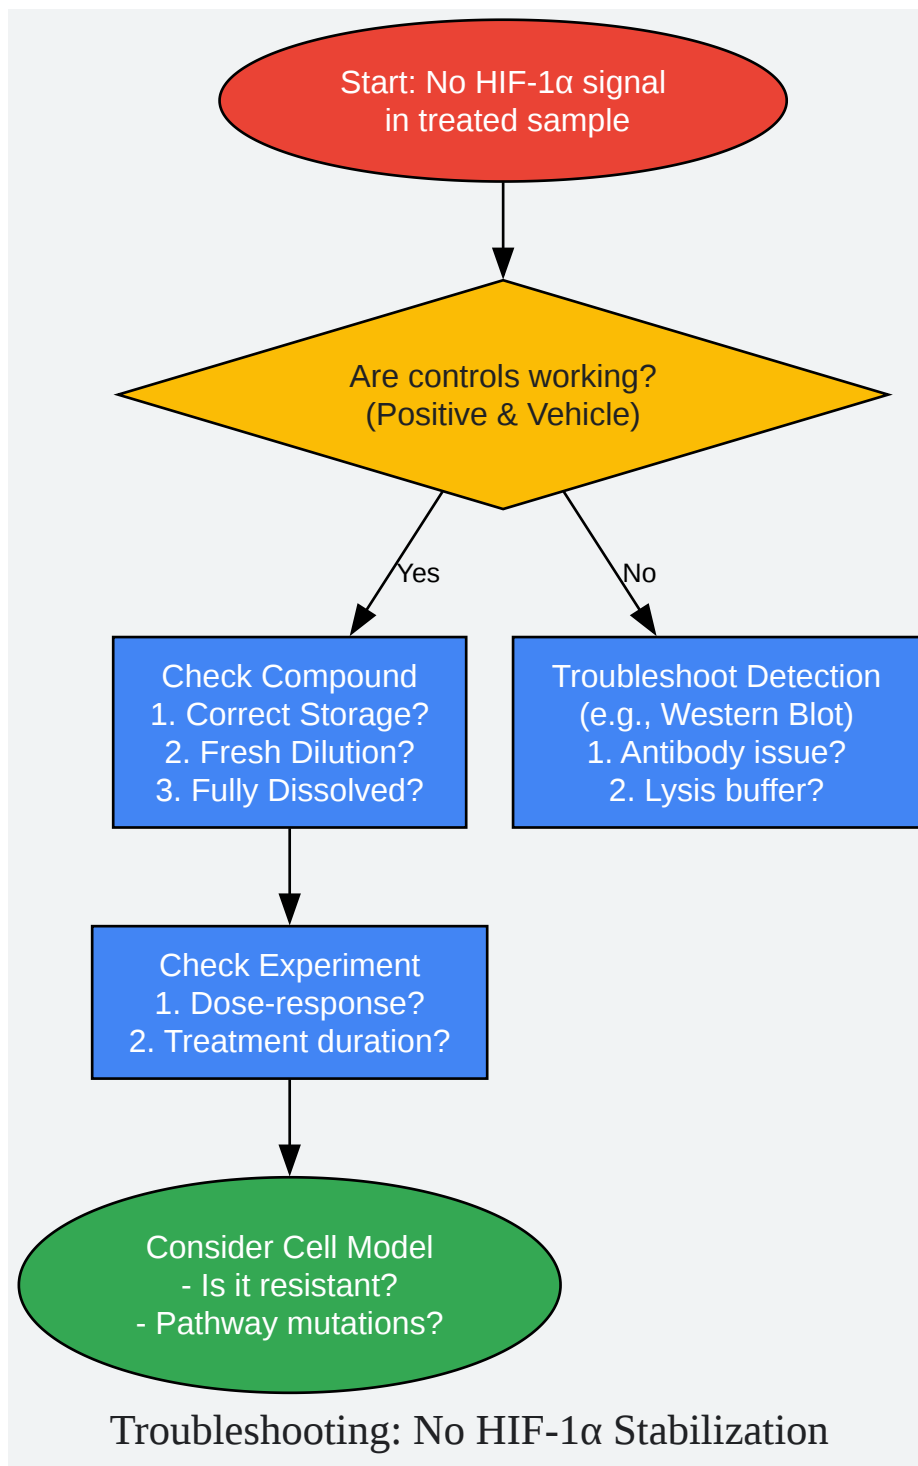 Start: No HIF-1α signal
in treated sample
Are controls working?
(Positive & Vehicle)
Yes
No
Check Compound
1. Correct Storage?
2. Fresh Dilution?
3. Fully Dissolved?
Troubleshoot Detection
(e.g., Western Blot)
1. Antibody issue?
2. Lysis buffer?
Check Experiment
1. Dose-response?
2. Treatment duration?
Consider Cell Model
- Is it resistant?
- Pathway mutations?
Troubleshooting: No HIF-1α Stabilization